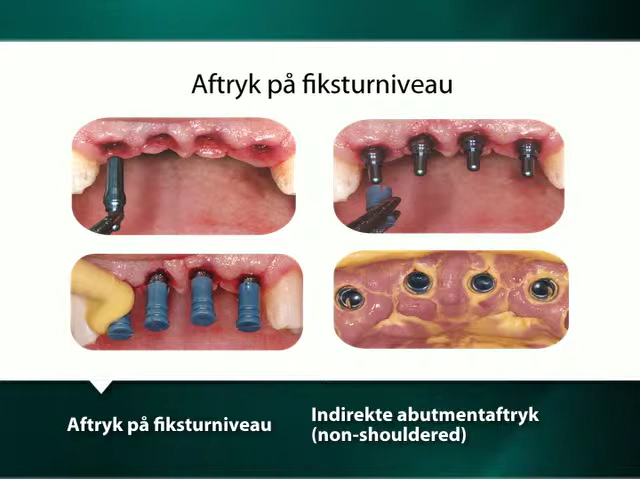 Aftryk på fiksturniveau
Aftryk på fiksturniveau
Indirekte abutmentaftryk
(non-shouldered)